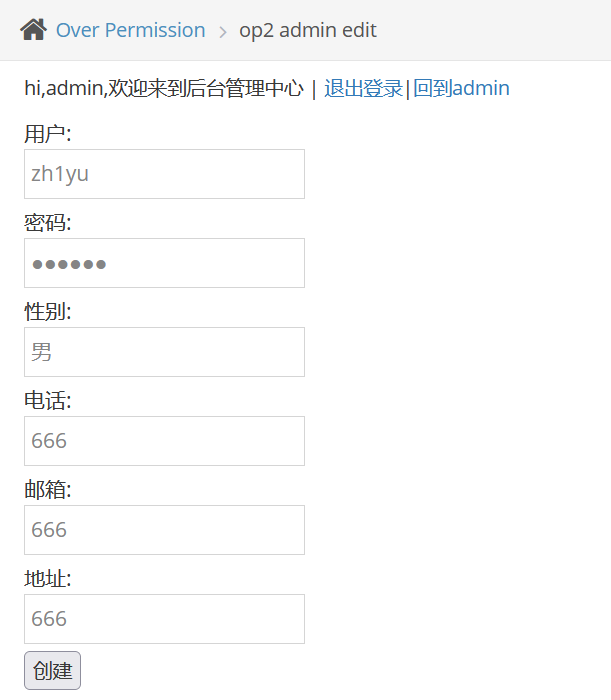 Over Permission > op2 admin edit
hi,admin,欢迎来到后台管理中心 | 退出登录|回到admin
用户:
zh1yu
密码:
●●●●●●
性别:
男
电话:
666
邮箱:
666
地址:
666
创建